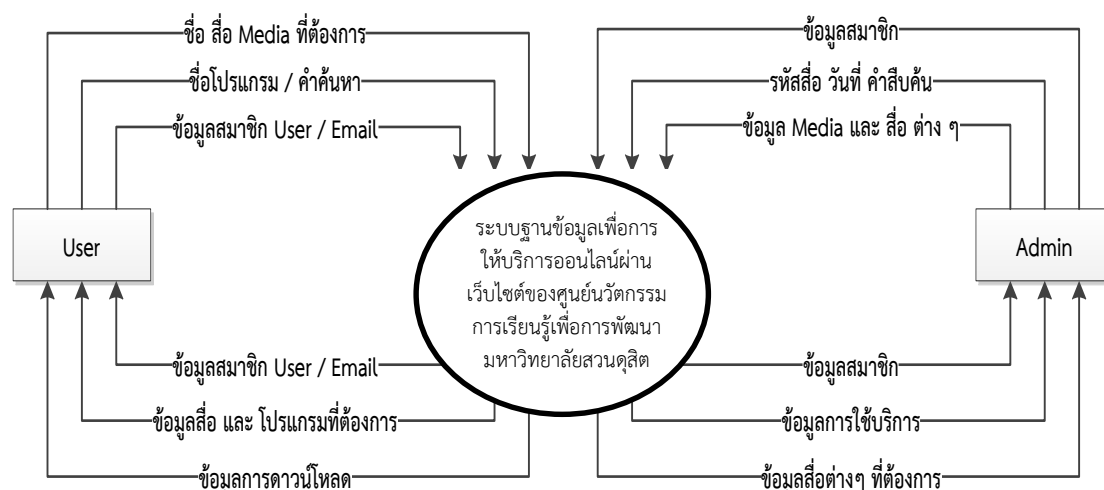 ชื่อ สื่อ Media ที่ต้องการ
ข้อมูลสมาชิก
ชื่อโปรแกรม / คำค้นหา
รหัสสื่อ วันที่ คำสืบค้น
ข้อมูลสมาชิก User / Email
ข้อมูล Media และ สื่อ ต่าง ๆ
User
ระบบฐานข้อมูลเพื่อการ
ให้บริการออนไลน์ผ่าน
เว็บไซต์ของศูนย์นวัตกรรม
การเรียนรู้เพื่อการพัฒนา
มหาวิทยาลัยสวนดุสิต
Admin
ข้อมูลสมาชิก User / Email
ข้อมูลสมาชิก
ข้อมูลสื่อ และ โปรแกรมที่ต้องการ
ข้อมูลการใช้บริการ
ข้อมูลการดาวน์โหลด
ข้อมูลสื่อต่างๆ ที่ต้องการ